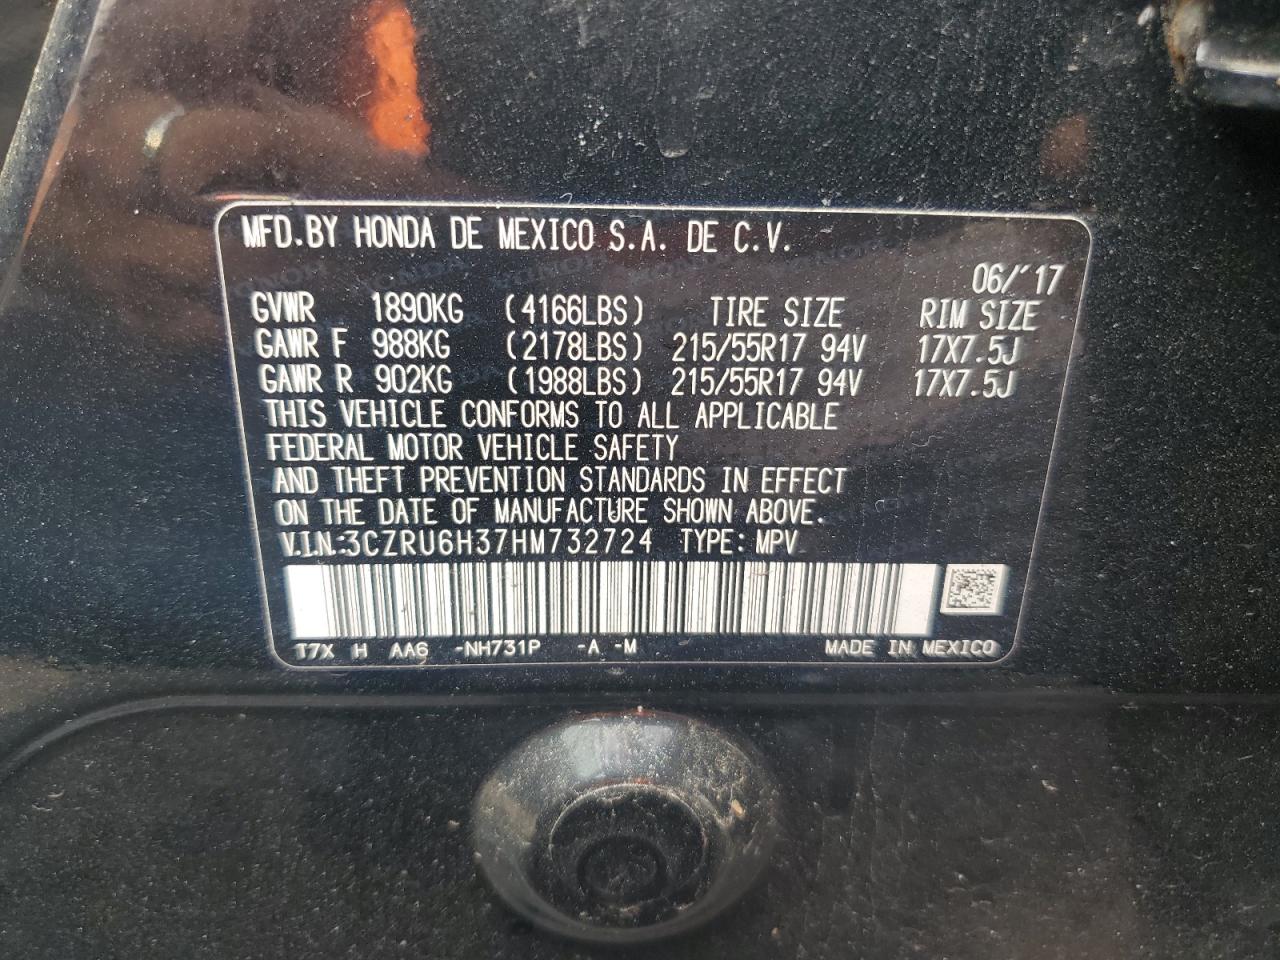 MFD.BY HONDA DE MEXICO S.A. DE C.V.
06/'17
GVWR 1890KG (4166LBS) TIRE SIZE RIM SIZE
GAWR F 988KG (2178LBS) 215/55R17 94V 17X7.5J
GAWR R 902KG (1988LBS) 215/55R17 94V 17X7.5J
THIS VEHICLE CONFORMS TO ALL APPLICABLE
FEDERAL MOTOR VEHICLE SAFETY
AND THEFT PREVENTION STANDARDS IN EFFECT
ON THE DATE OF MANUFACTURE SHOWN ABOVE.
V.I.N.:3CZRU6H37HM732724 TYPE: MPV
T7X H AA6 -NH731P -A -M MADE IN MEXICO